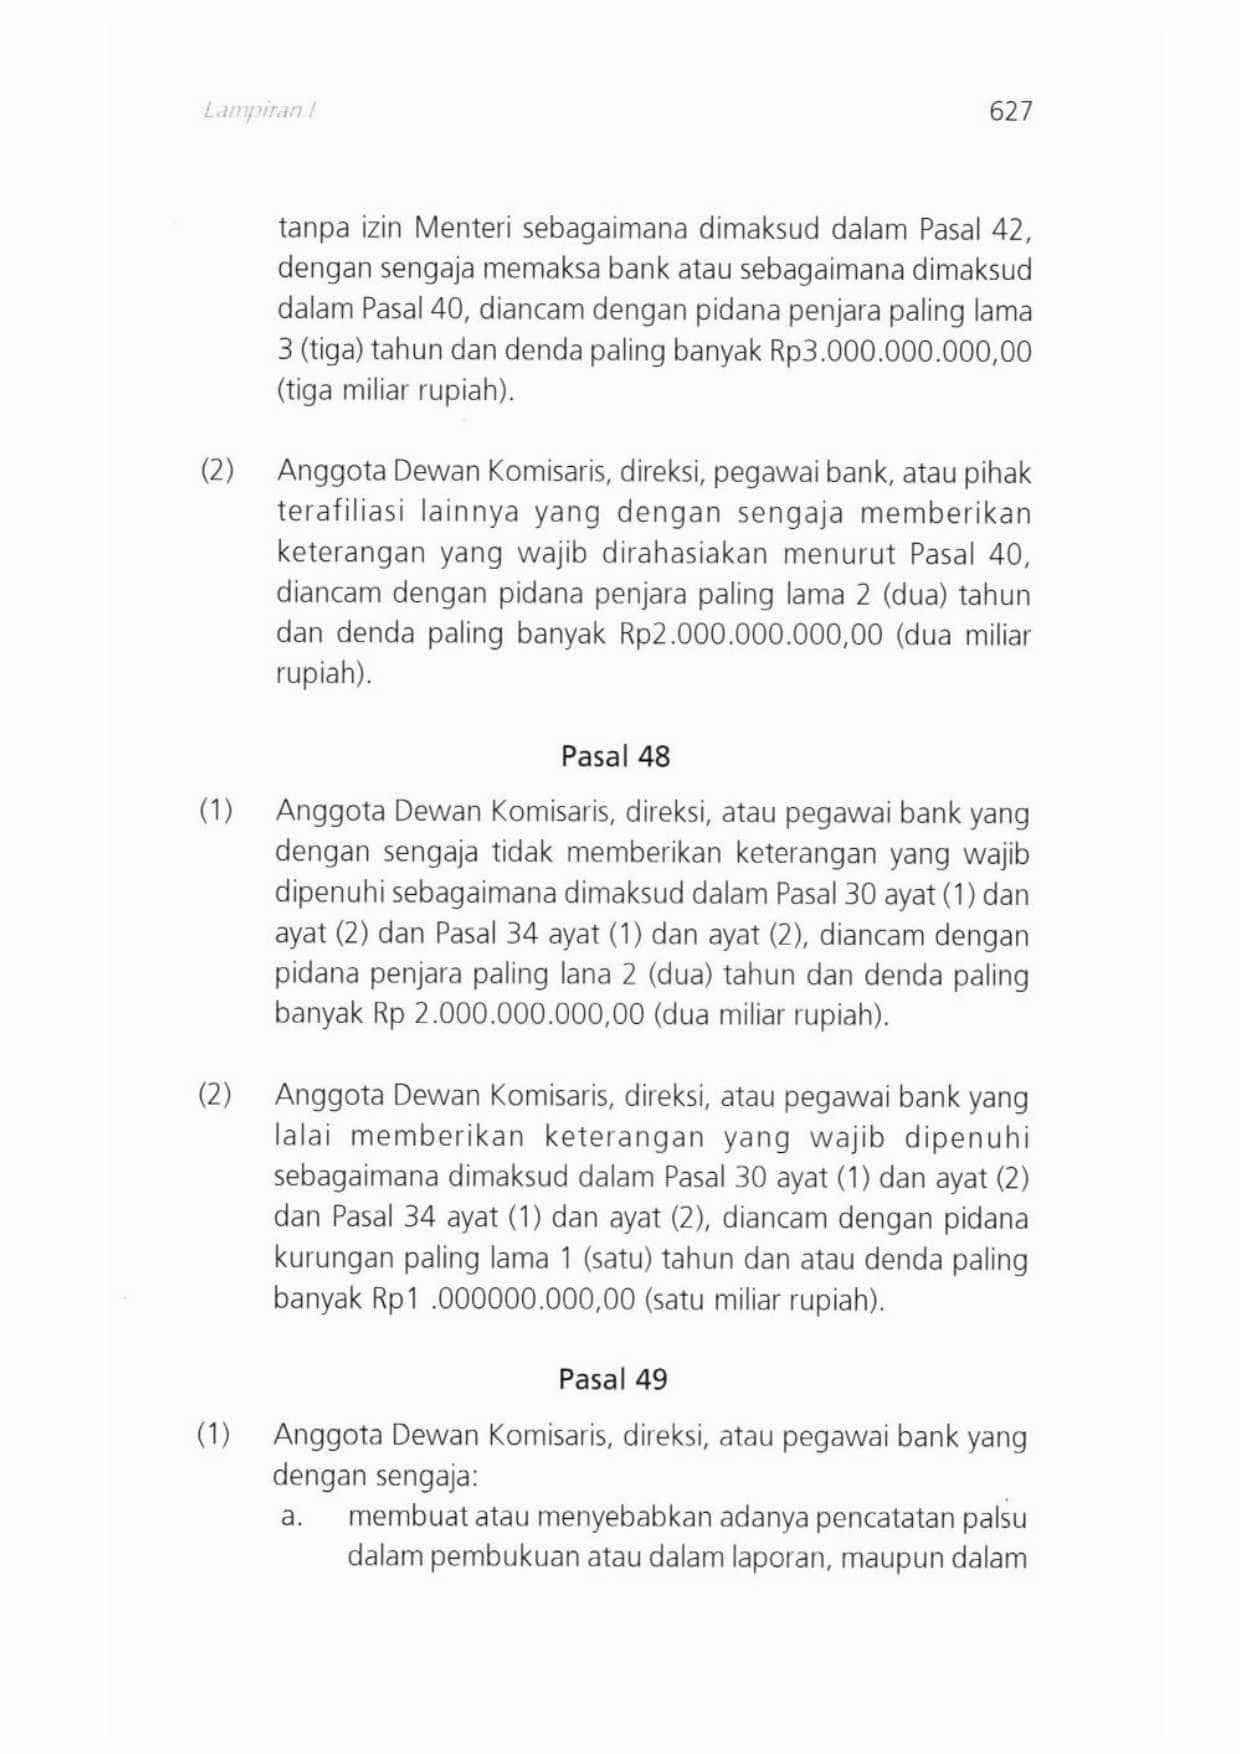 Lampiran I
627
tanpa izin Menteri sebagaimana dimaksud dalam Pasal 42,
dengan sengaja memaksa bank atau sebagaimana dimaksud
dalam Pasal 40, diancam dengan pidana penjara paling lama
3 (tiga) tahun dan denda paling banyak Rp3.000.000.000,00
(tiga miliar rupiah).
(2) Anggota Dewan Komisaris, direksi, pegawai bank, atau pihak
terafiliasi lainnya yang dengan sengaja memberikan
keterangan yang wajib dirahasiakan menurut Pasal 40,
diancam dengan pidana penjara paling lama 2 (dua) tahun
dan denda paling banyak Rp2.000.000.000,00 (dua miliar
rupiah).
Pasal 48
(1) Anggota Dewan Komisaris, direksi, atau pegawai bank yang
dengan sengaja tidak memberikan keterangan yang wajib
dipenuhi sebagaimana dimaksud dalam Pasal 30 ayat (1) dan
ayat (2) dan Pasal 34 ayat (1) dan ayat (2), diancam dengan
pidana penjara paling lana 2 (dua) tahun dan denda paling
banyak Rp 2.000.000.000,00 (dua miliar rupiah).
(2) Anggota Dewan Komisaris, direksi, atau pegawai bank yang
lalai memberikan keterangan yang wajib dipenuhi
sebagaimana dimaksud dalam Pasal 30 ayat (1) dan ayat (2)
dan Pasal 34 ayat (1) dan ayat (2), diancam dengan pidana
kurungan paling lama 1 (satu) tahun dan atau denda paling
banyak Rp1 .000000.000,00 (satu miliar rupiah).
Pasal 49
(1) Anggota Dewan Komisaris, direksi, atau pegawai bank yang
dengan sengaja:
a. membuat atau menyebabkan adanya pencatatan palsu
dalam pembukuan atau dalam laporan, maupun dalam